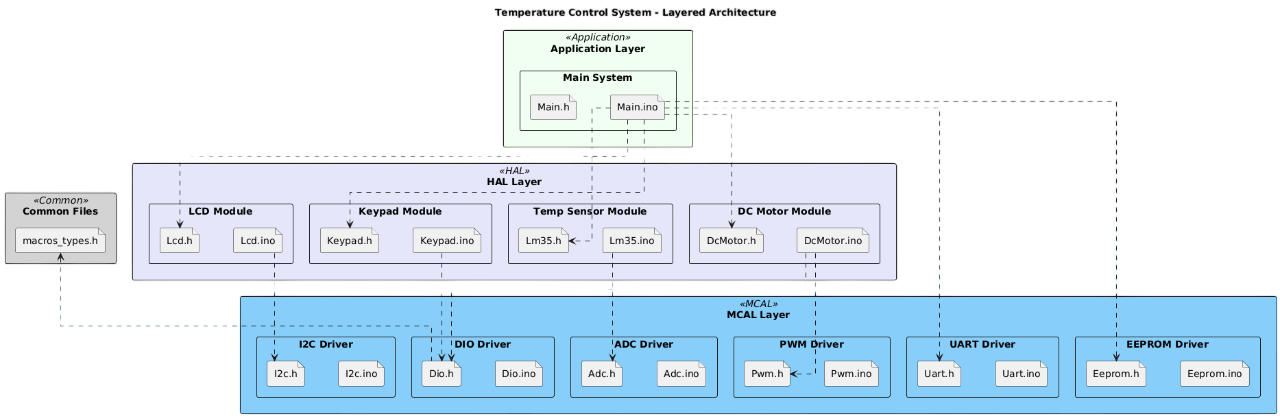 Temperature Control System - Layered Architecture
«Application»
Application Layer
Main System
Main.h
Main.ino
«HAL»
HAL Layer
«Common»
Common Files
macros_types.h
LCD Module
Lcd.h
Lcd.ino
Keypad Module
Keypad.h
Keypad.ino
Temp Sensor Module
Lm35.h
Lm35.ino
DC Motor Module
DcMotor.h
DcMotor.ino
«MCAL»
MCAL Layer
I2C Driver
I2c.h
I2c.ino
DIO Driver
Dio.h
Dio.ino
ADC Driver
Adc.h
Adc.ino
PWM Driver
Pwm.h
Pwm.ino
UART Driver
Uart.h
Uart.ino
EEPROM Driver
Eeprom.h
Eeprom.ino